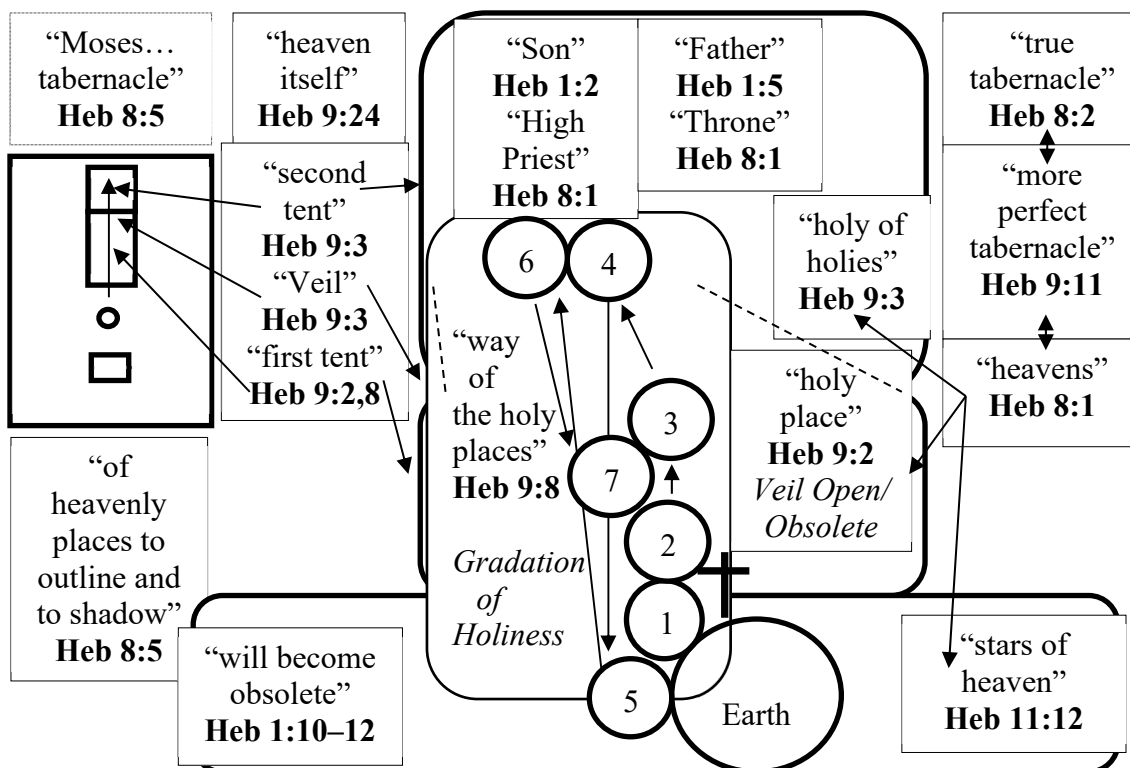 “Moses…
tabernacle”
Heb 8:5
“heaven
itself”
Heb 9:24
“Son”
Heb 1:2
“High
Priest”
Heb 8:1
“Father”
Heb 1:5
“Throne”
Heb 8:1
“true
tabernacle”
Heb 8:2
“second
tent”
Heb 9:3
“Veil”
Heb 9:3
“first tent”
Heb 9:2,8
“more
perfect
tabernacle”
Heb 9:11
“holy of
holies”
Heb 9:3
6
4
“way
of
the holy
places”
Heb 9:8
Gradation
of
Holiness
3
7
2
1
5
Earth
“holy
place”
Heb 9:2
Veil Open/
Obsolete
“heavens”
Heb 8:1
“of
heavenly
places to
outline and
to shadow”
Heb 8:5
“will become
obsolete”
Heb 1:10–12
“stars of
heaven”
Heb 11:12